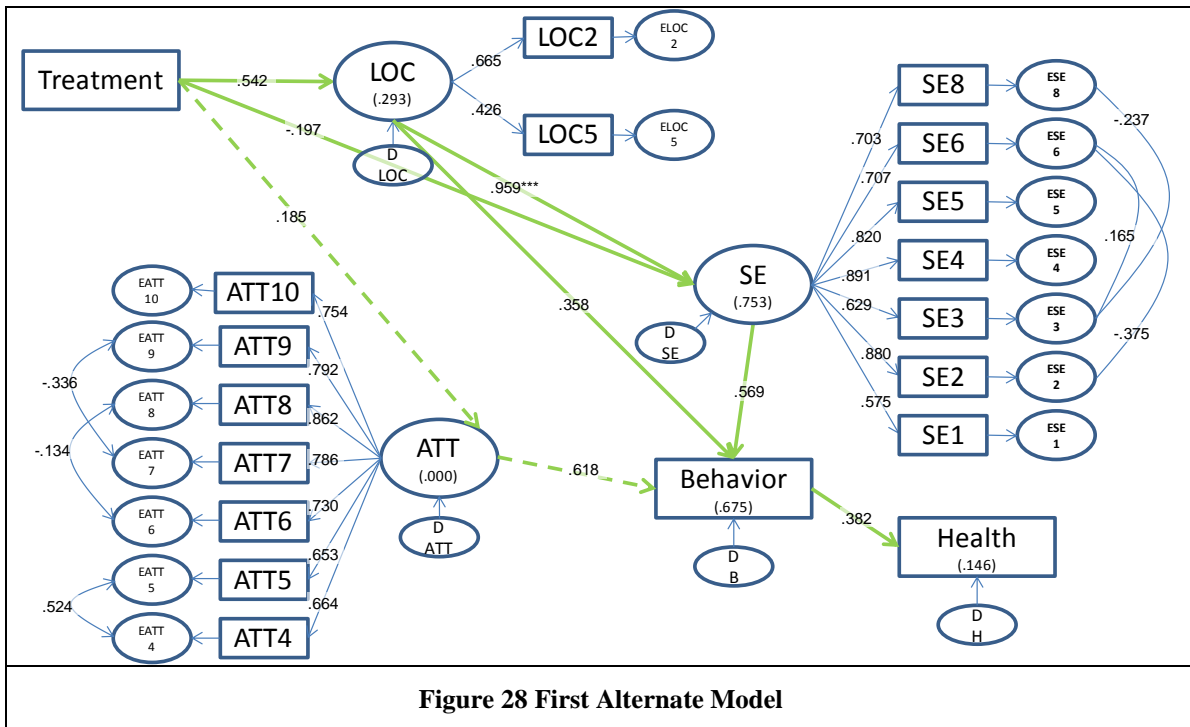 Treatment
.542
LOC
(.293)
D
LOC
.665
LOC2
ELOC
2
.426
LOC5
ELOC
5
-.197
.959***
.185
.358
SE
(.753)
D
SE
.703
SE8
ESE
8
-.237
.707
SE6
ESE
6
.820
SE5
ESE
5
.165
.891
SE4
ESE
4
.629
SE3
ESE
3
-.375
.880
SE2
ESE
2
.575
SE1
ESE
1
EATT
10
ATT10
.754
EATT
9
ATT9
.792
-.336
EATT
8
ATT8
.862
-.134
EATT
7
ATT7
.786
EATT
6
ATT6
.730
EATT
5
ATT5
.653
.524
EATT
4
ATT4
.664
ATT
(.000)
D
ATT
.618
.569
Behavior
(.675)
D
B
.382
Health
(.146)
D
H
Figure 28 First Alternate Model